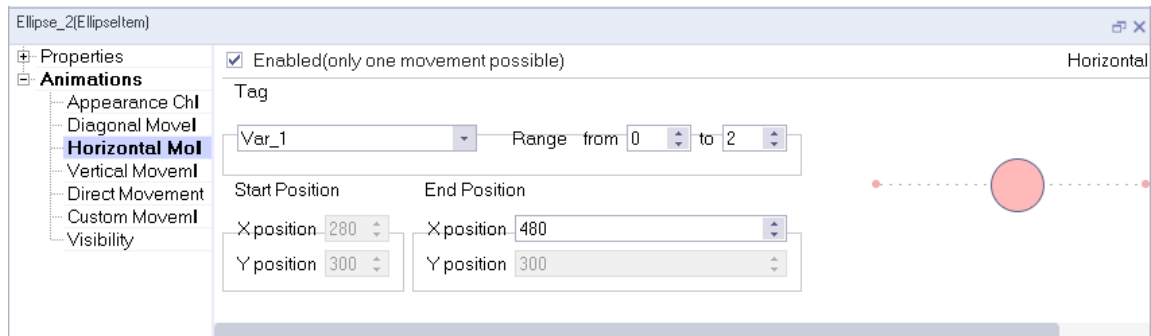 Ellipse_2(EllipseItem)
Properties
Animations
Appearance Chl
Diagonal Movel
Horizontal Mol
Vertical Moveml
Direct Movement
Custom Moveml
Visibility
Enabled(only one movement possible)
Horizontal
Tag
Var_1 Range from 0 to 2
Start Position End Position
X position 280 X position 480
Y position 300 Y position 300